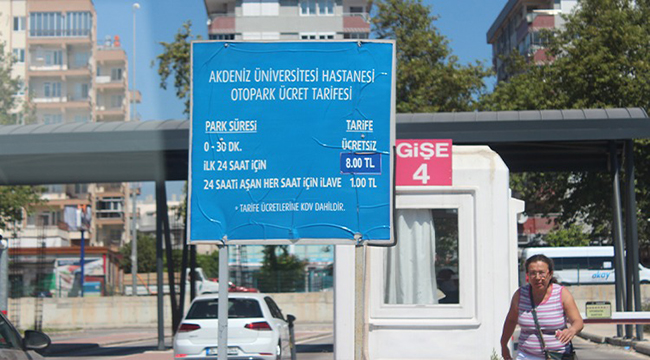 AKDENİZ ÜNİVERSİTESİ HASTANESİ
OTOPARK ÜCRET TARİFESİ
PARK SÜRESİ TARİFE
0 - 30 DK. ÜCRETSİZ
İLK 24 SAAT İÇİN 8.00 TL
24 SAATi AŞAN HER SAAT İÇİN İLAVE 1.00 TL
* TARİFE ÜCRETLERİNE KDV DAHİLDİR.
GİŞE
4